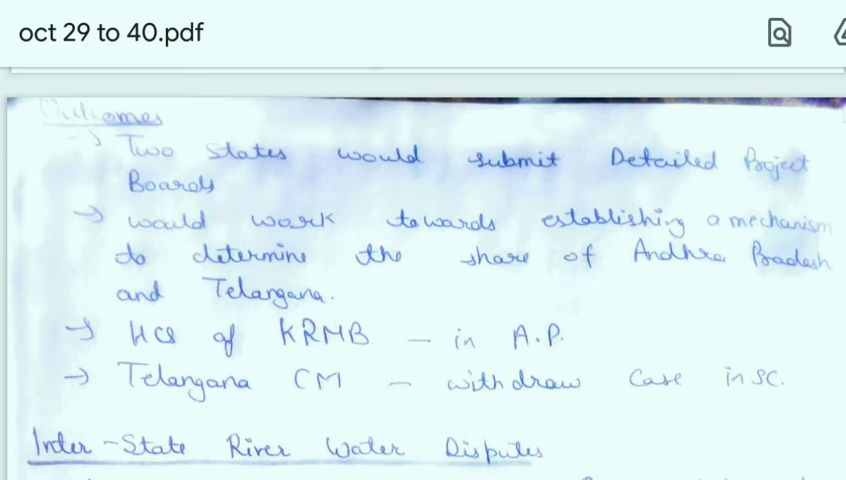 oct 29 to 40.pdf
Outcomes
→ Two States would submit Detailed Project
Boards
→ would work towards establishing a mechanism
to determine the share of Andhra Pradesh
and Telangana.
→ HCs of KRMB — in A.P.
→ Telangana CM — withdraw case in SC.
Inter-State River Water Disputes